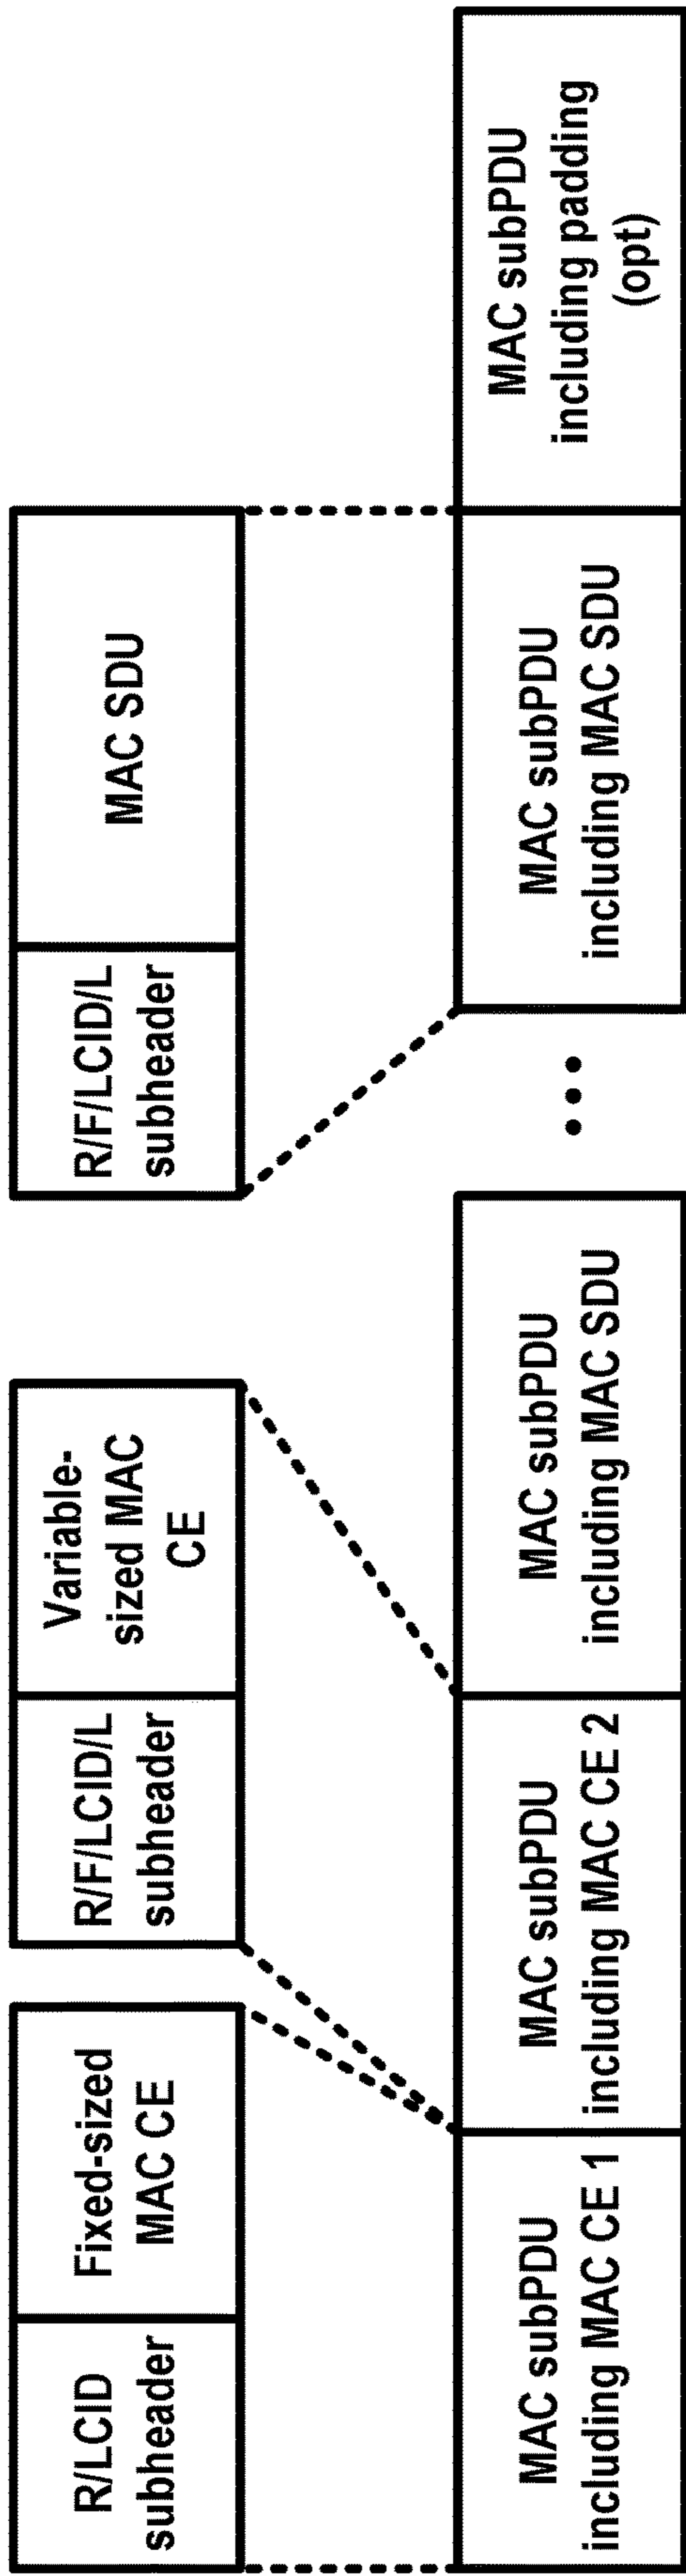 R/LCID
subheader
Fixed-sized
MAC CE
R/F/LCID/L
subheader
Variable-
sized MAC
CE
R/F/LCID/L
subheader
MAC SDU
MAC subPDU
including MAC CE 1
MAC subPDU
including MAC CE 2
MAC subPDU
including MAC SDU
...
MAC subPDU
including MAC SDU
MAC subPDU
including padding
(opt)